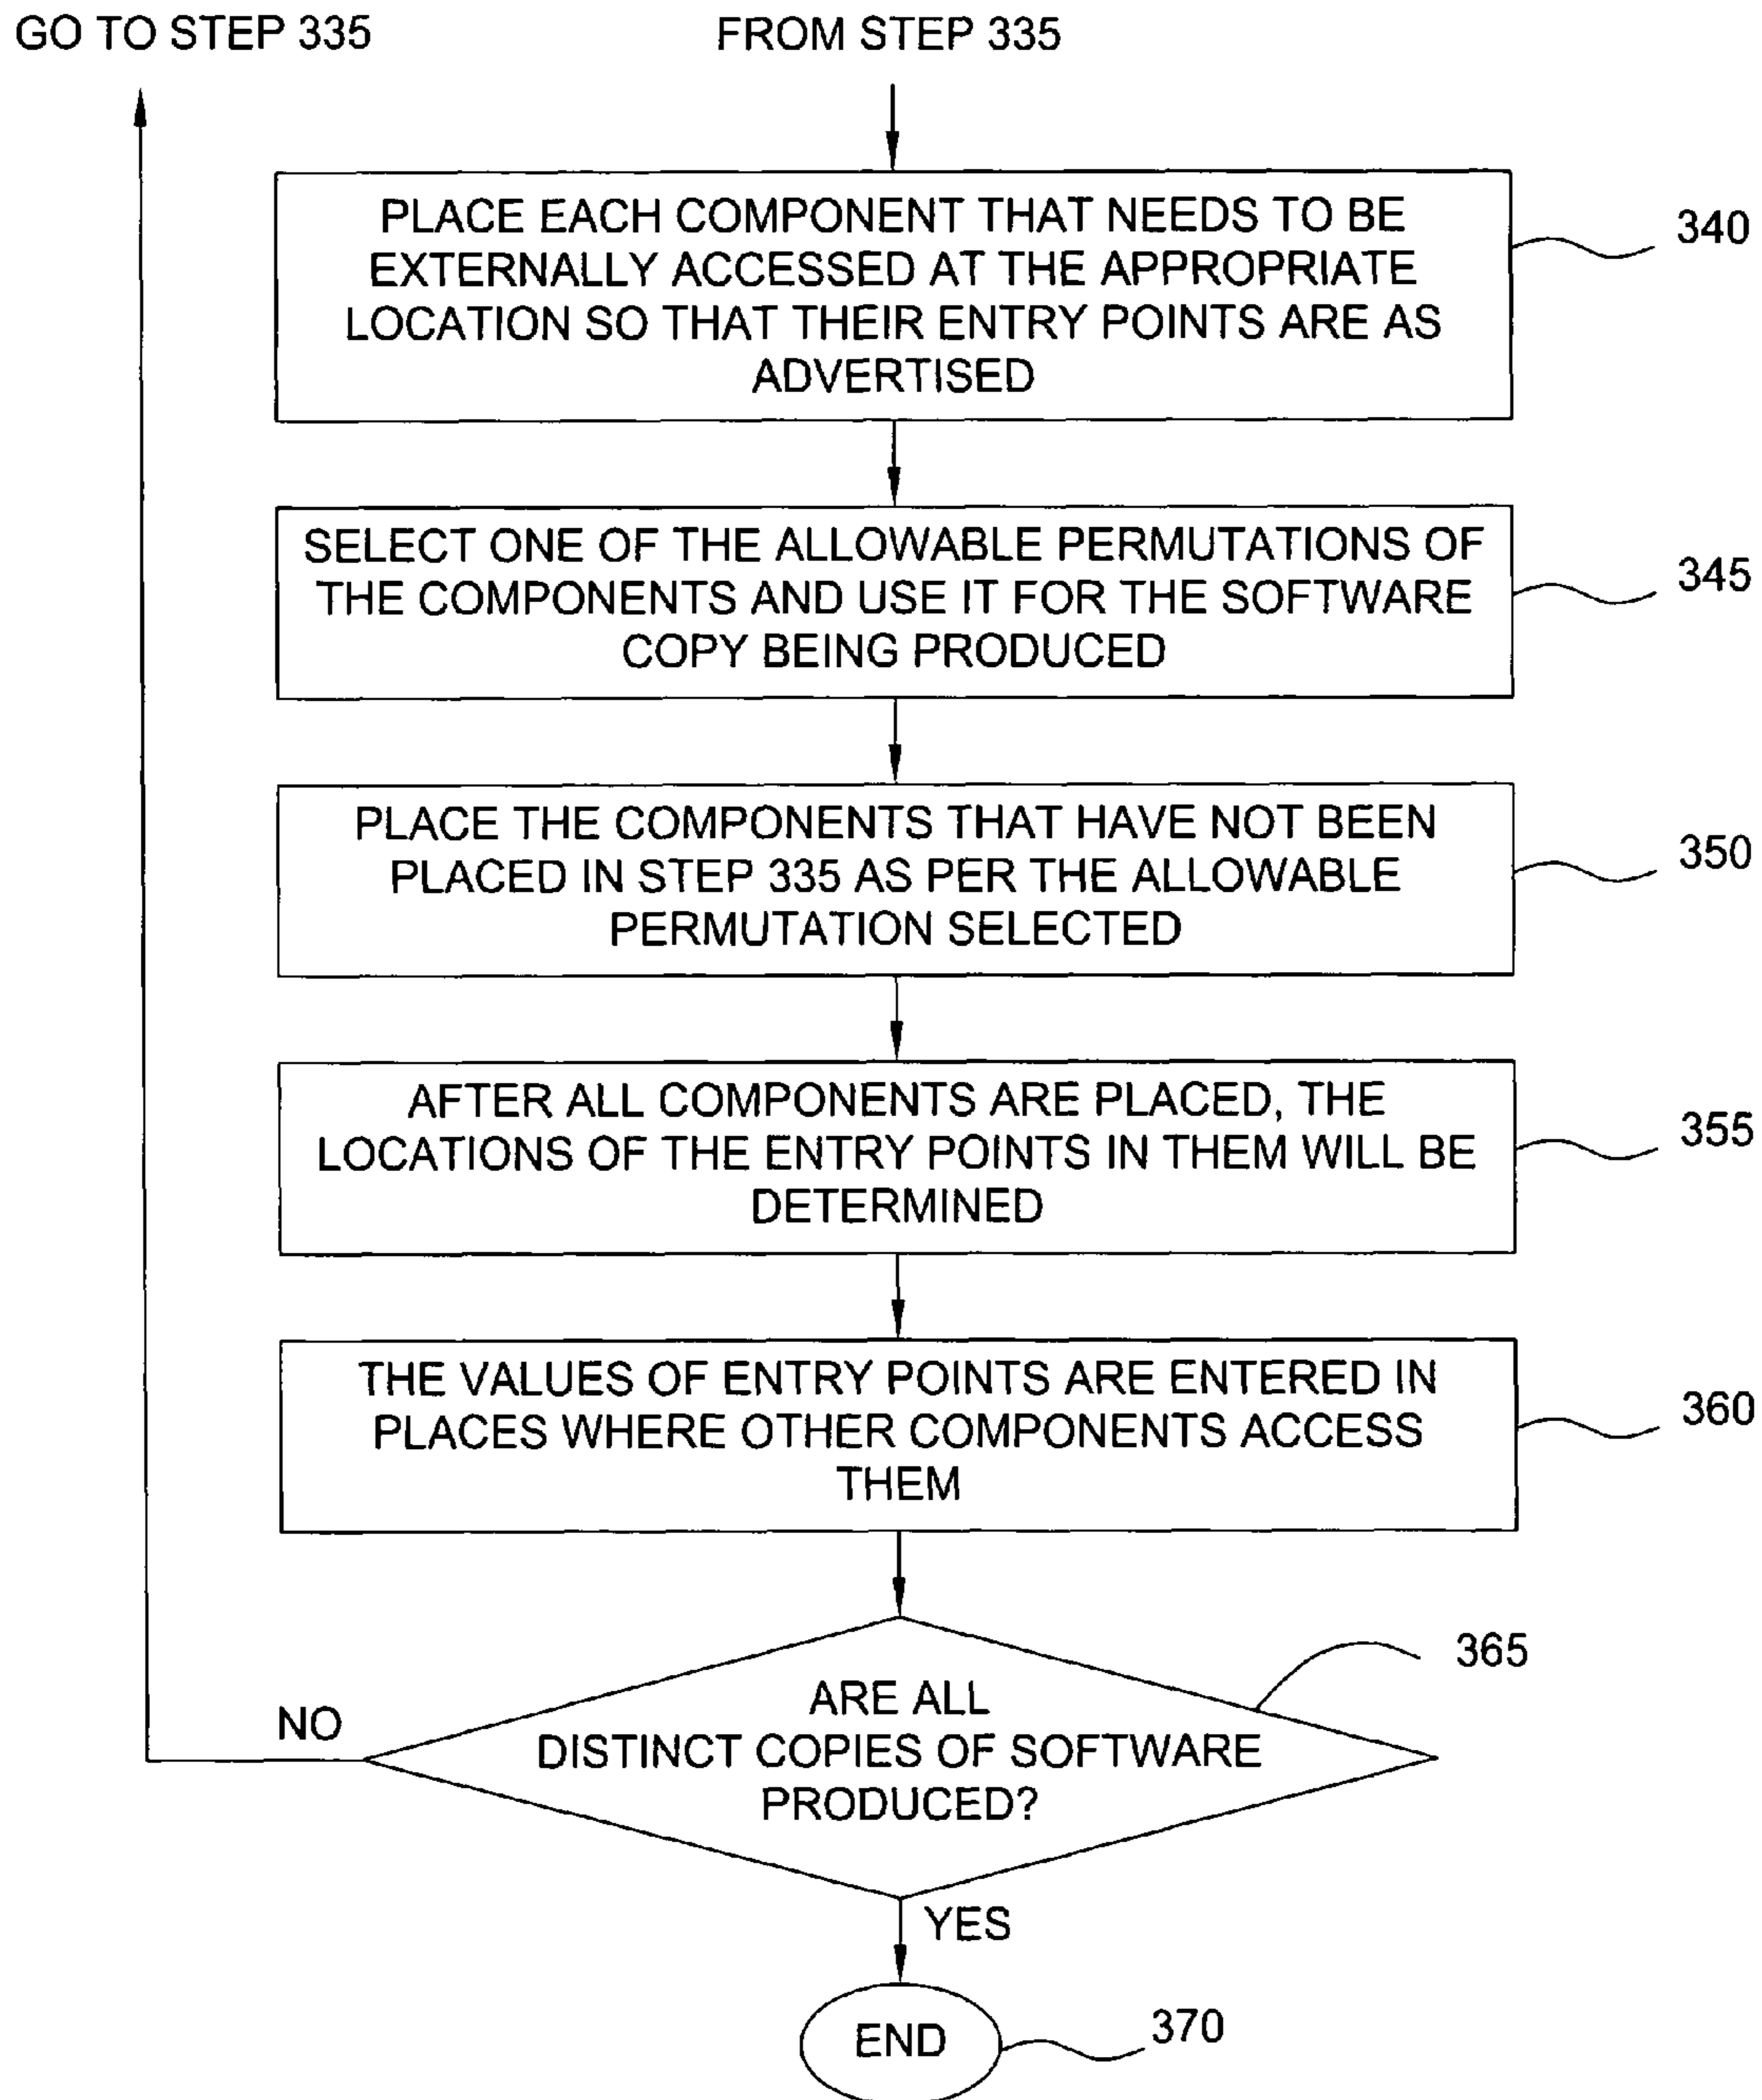 GO TO STEP 335
FROM STEP 335
PLACE EACH COMPONENT THAT NEEDS TO BE
EXTERNALLY ACCESSED AT THE APPROPRIATE
LOCATION SO THAT THEIR ENTRY POINTS ARE AS
ADVERTISED
340
SELECT ONE OF THE ALLOWABLE PERMUTATIONS OF
THE COMPONENTS AND USE IT FOR THE SOFTWARE
COPY BEING PRODUCED
345
PLACE THE COMPONENTS THAT HAVE NOT BEEN
PLACED IN STEP 335 AS PER THE ALLOWABLE
PERMUTATION SELECTED
350
AFTER ALL COMPONENTS ARE PLACED, THE
LOCATIONS OF THE ENTRY POINTS IN THEM WILL BE
DETERMINED
355
THE VALUES OF ENTRY POINTS ARE ENTERED IN
PLACES WHERE OTHER COMPONENTS ACCESS
THEM
360
ARE ALL
DISTINCT COPIES OF SOFTWARE
PRODUCED?
365
NO
YES
END
370